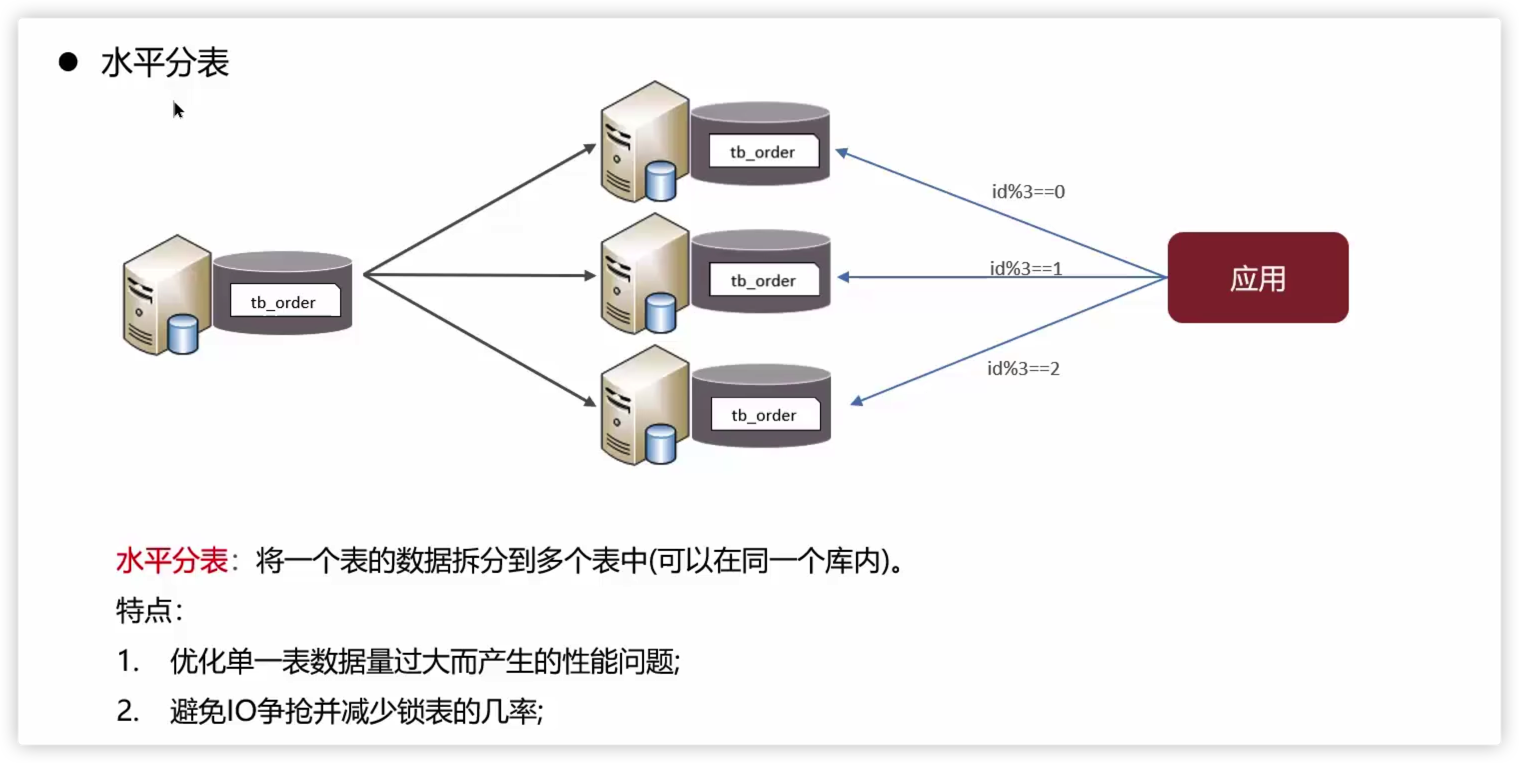 ● 水平分表
tb_order
id%3==0
tb_order
id%3==1
tb_order
应用
tb_order
id%3==2
水平分表：将一个表的数据拆分到多个表中(可以在同一个库内)。
特点：
1. 优化单一表数据量过大而产生的性能问题;
2. 避免IO争抢并减少锁表的几率;